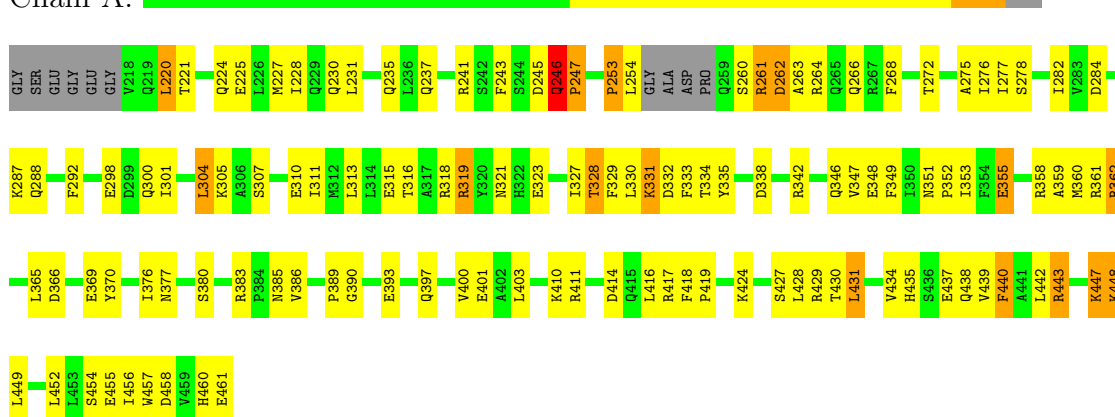 Chain A:
GLY SER GLU GLY GLU GLY V218 Q219 L220 T221 Q224 E225 L226 M227 I228 Q229 Q230 L231 Q235 L236 Q237 R241 S242 F243 S244 D245 Q246 P247 P253 L254 GLY ALA ASP PRO Q259 S260 R261 D262 A263 R264 Q265 Q266 R267 F268 T272 A275 I276 I277 S278 I282 V283 D284
K287 Q288 F292 E298 D299 Q300 I301 L304 K305 A306 S307 E310 I311 M312 L313 L314 E315 T316 A317 R318 R319 Y320 N321 H322 E323 I327 T328 F329 L330 K331 D332 F333 T334 Y335 D338 R342 Q346 V347 E348 F349 I350 N351 P352 I353 F354 E355 R358 A359 M360 R361 R362
L365 D366 E369 Y370 I376 N377 S380 R383 P384 N385 V386 P389 G390 E393 Q397 V400 E401 A402 L403 K410 R411 D414 Q415 L416 R417 F418 P419 K424 S427 L428 R429 T430 L431 V434 H435 S436 E437 Q438 V439 F440 A441 L442 R443 K447 K448
L449 L452 L453 S454 E455 I456 W457 D458 V459 H460 E461